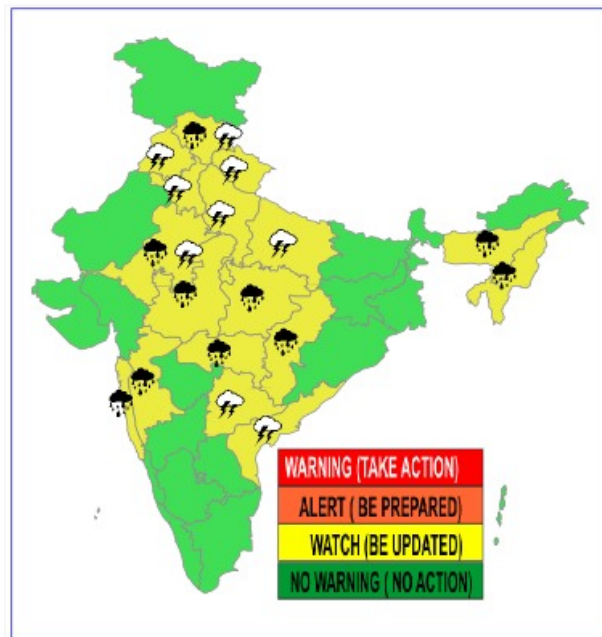 WARNING (TAKE ACTION)
ALERT ( BE PREPARED)
WATCH (BE UPDATED)
NO WARNING ( NO ACTION)